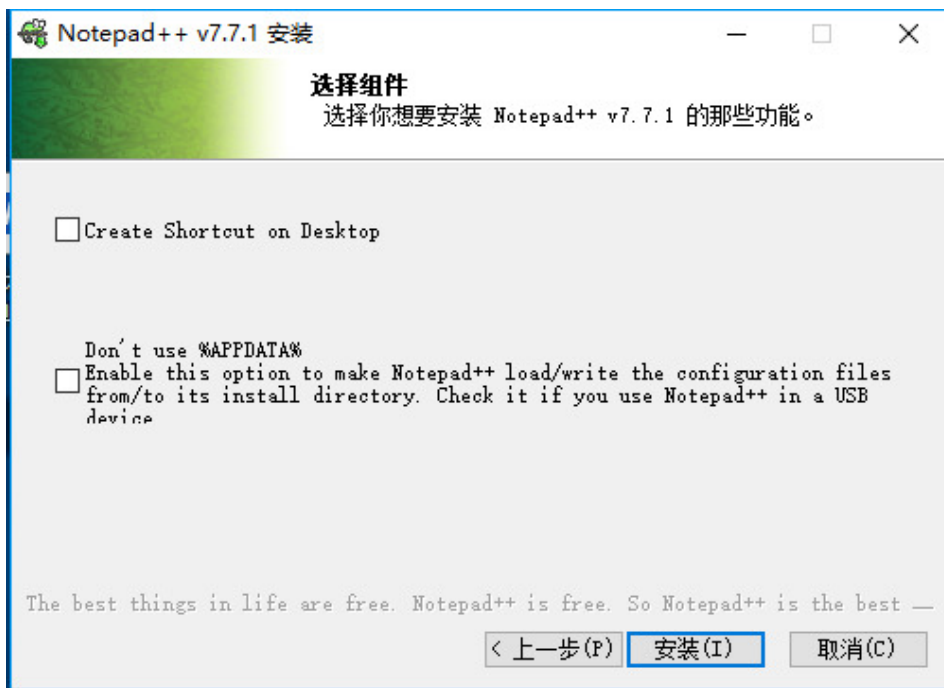 Notepad++ v7.7.1 安装
选择组件
选择你想要安装 Notepad++ v7.7.1 的那些功能。
Create Shortcut on Desktop
Don't use %APPDATA%
Enable this option to make Notepad++ load/write the configuration files
from/to its install directory. Check it if you use Notepad++ in a USB
device
The best things in life are free. Notepad++ is free. So Notepad++ is the best
< 上一步(P) 安装(I) 取消(C)